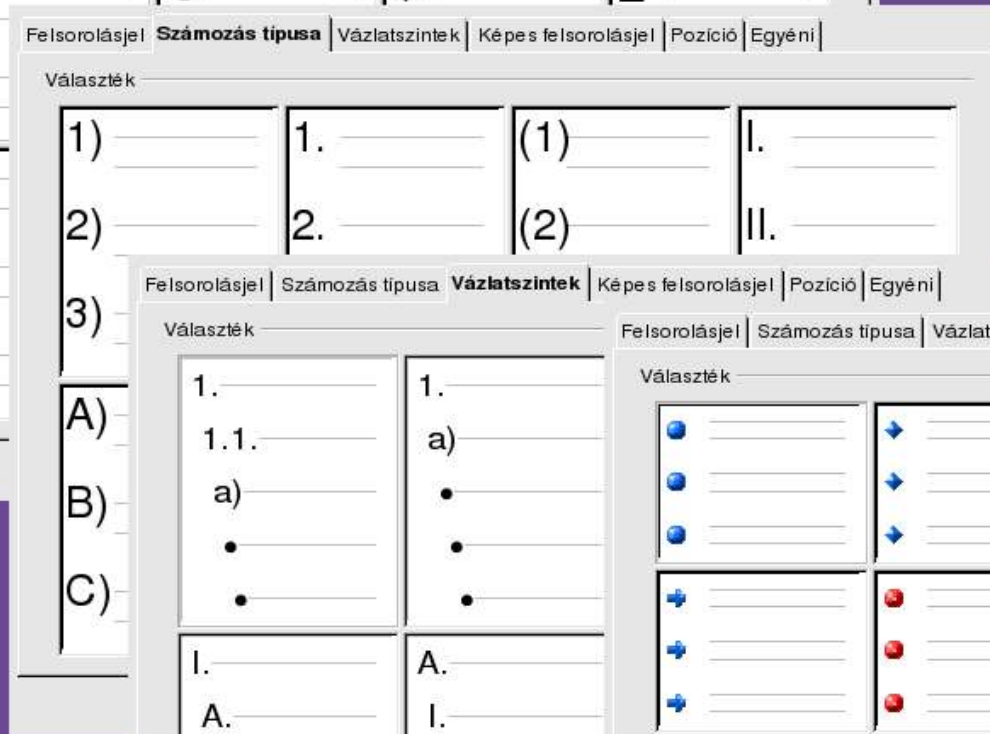 Felsorolásjel Számozás típusa Vázlatszintek Képes felsorolásjel Pozíció Egyéni
Választék
1) 1. (1) I.
2) 2. (2) II.
3)
A)
B)
C)
Felsorolásjel Számozás típusa Vázlatszintek Képes felsorolásjel Pozíció Egyéni
Választék
1. 1.
1.1. a)
a) •
• •
• •
I. A.
A. I.
Felsorolásjel Számozás típusa Vázlat
Választék